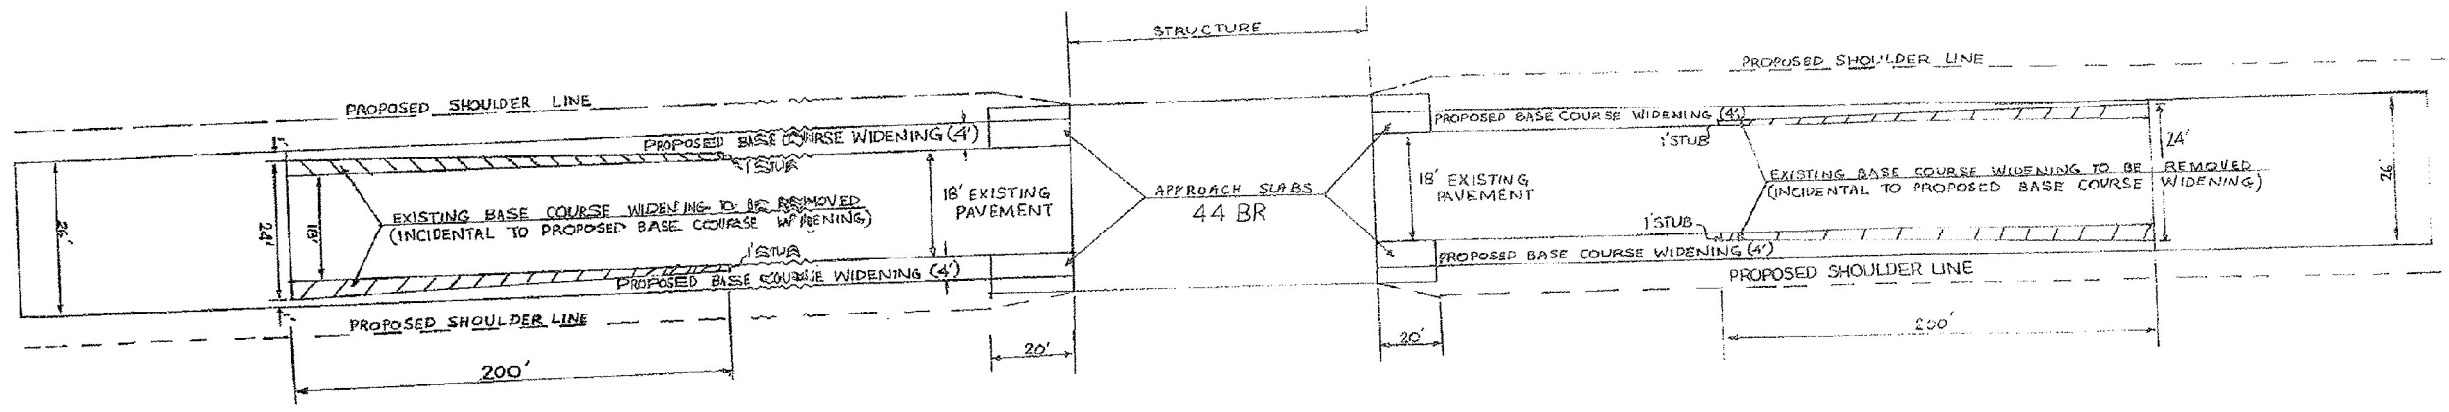 STRUCTURE
PROPOSED SHOULDER LINE
PROPOSED SHOULDER LINE
PROPOSED BASE COURSE WIDENING (4')
PROPOSED BASE COURSE WIDENING (4')
1' STUB
1' STUB
24'
26'
24'
18'
EXISTING BASE COURSE WIDENING TO BE REMOVED
(INCIDENTAL TO PROPOSED BASE COURSE WIDENING)
18' EXISTING
PAVEMENT
APPROACH SLABS
44 BR
18' EXISTING
PAVEMENT
EXISTING BASE COURSE WIDENING TO BE REMOVED
(INCIDENTAL TO PROPOSED BASE COURSE WIDENING)
26'
1' STUB
1' STUB
PROPOSED BASE COURSE WIDENING (4')
PROPOSED BASE COURSE WIDENING (4')
PROPOSED SHOULDER LINE
PROPOSED SHOULDER LINE
200'
20'
20'
200'